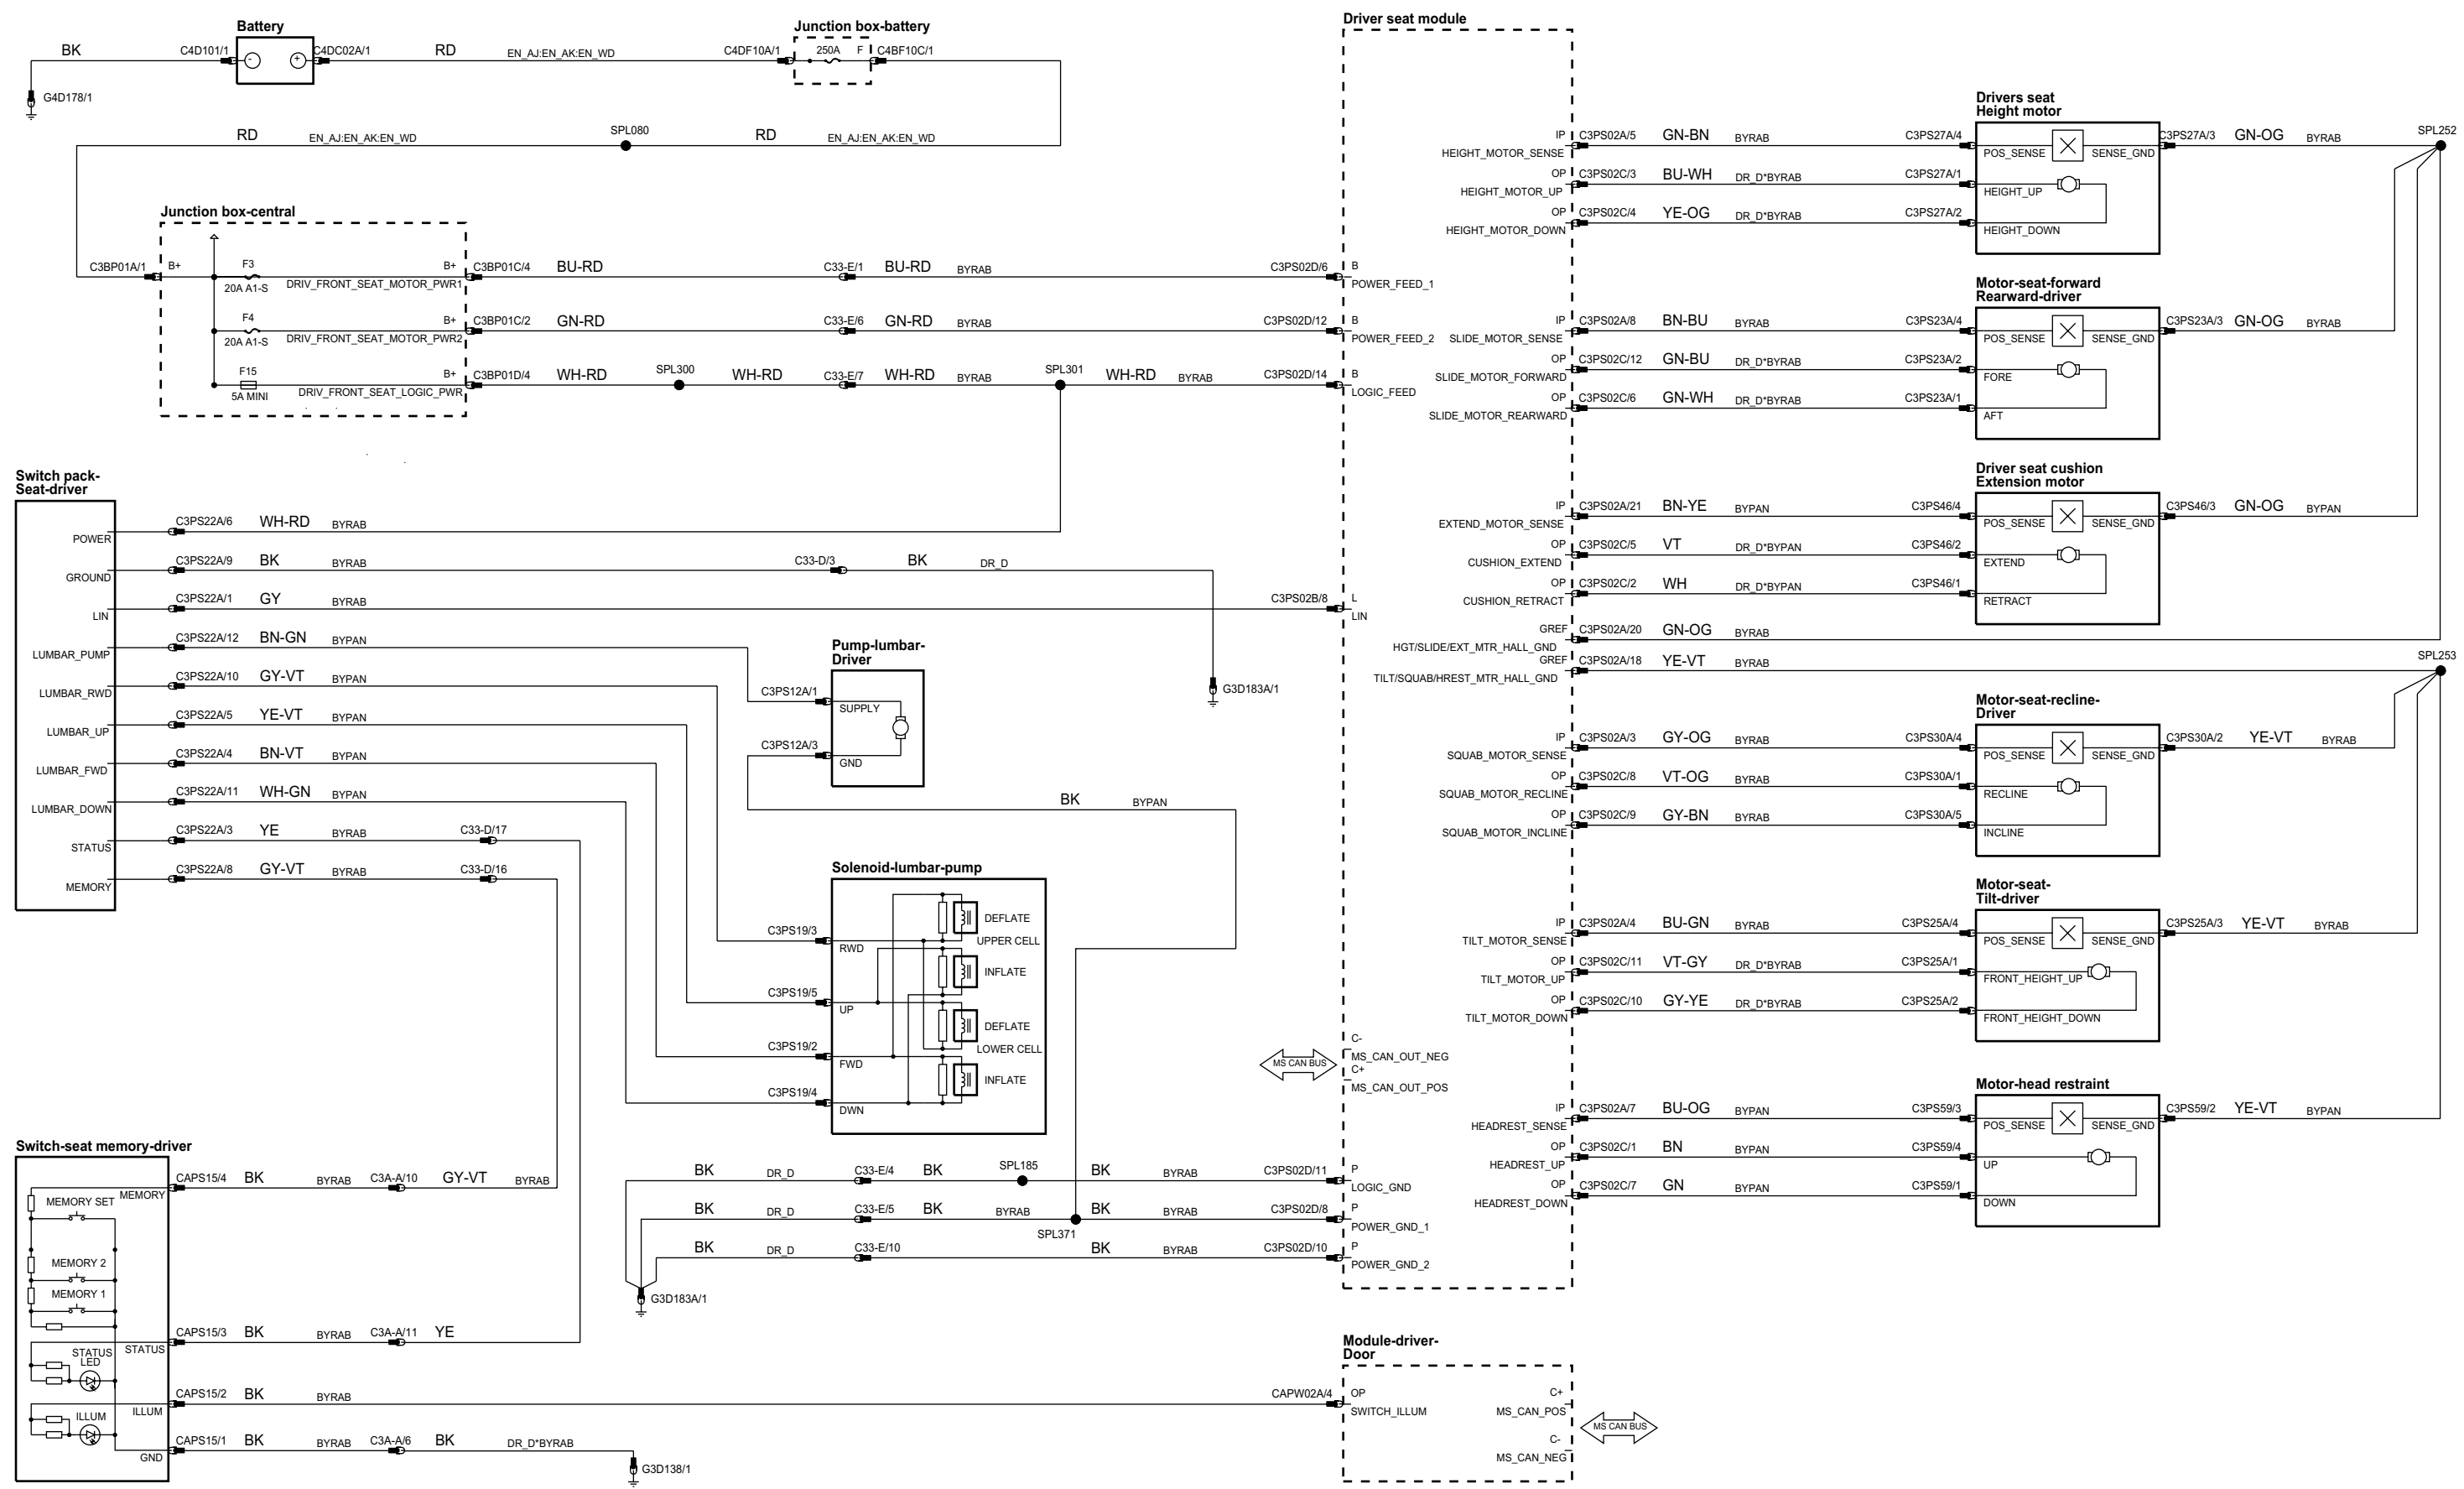 Battery
Junction box-battery
BK
C4D101/1
C4DC02A/1
RD
EN_AJ:EN_AK:EN_WD
C4DF10A/1
250A
F
C4BF10C/1
-
+
G4D178/1
RD
EN_AJ:EN_AK:EN_WD
SPL080
RD
EN_AJ:EN_AK:EN_WD
Junction box-central
C3BP01A/1
B+
F3
20A A1-S
B+
DRIV_FRONT_SEAT_MOTOR_PWR1
C3BP01C/4
BU-RD
C33-E/1
BU-RD
BYRAB
C3PS02D/6
F4
20A A1-S
B+
DRIV_FRONT_SEAT_MOTOR_PWR2
C3BP01C/2
GN-RD
C33-E/6
GN-RD
BYRAB
C3PS02D/12
F15
5A MINI
B+
DRIV_FRONT_SEAT_LOGIC_PWR
C3BP01D/4
WH-RD
SPL300
WH-RD
C33-E/7
WH-RD
BYRAB
SPL301
WH-RD
BYRAB
C3PS02D/14
Switch pack-
Seat-driver
POWER
C3PS22A/6
WH-RD
BYRAB
GROUND
C3PS22A/9
BK
BYRAB
C33-D/3
BK
DR_D
G3D183A/1
LIN
C3PS22A/1
GY
BYRAB
C3PS02B/8
LUMBAR_PUMP
C3PS22A/12
BN-GN
BYPAN
LUMBAR_RWD
C3PS22A/10
GY-VT
BYPAN
LUMBAR_UP
C3PS22A/5
YE-VT
BYPAN
LUMBAR_FWD
C3PS22A/4
BN-VT
BYPAN
LUMBAR_DOWN
C3PS22A/11
WH-GN
BYPAN
STATUS
C3PS22A/3
YE
BYRAB
C33-D/17
MEMORY
C3PS22A/8
GY-VT
BYRAB
C33-D/16
Pump-lumbar-
Driver
C3PS12A/1
SUPPLY
C3PS12A/3
GND
BK
BYPAN
Solenoid-lumbar-pump
C3PS19/3
RWD
C3PS19/5
UP
C3PS19/2
FWD
C3PS19/4
DWN
DEFLATE
UPPER CELL
INFLATE
DEFLATE
LOWER CELL
INFLATE
Switch-seat memory-driver
MEMORY
CAPS15/4
BK
BYRAB
C3A-A/10
GY-VT
BYRAB
MEMORY SET
MEMORY 2
MEMORY 1
STATUS
CAPS15/3
BK
BYRAB
C3A-A/11
YE
STATUS
LED
ILLUM
CAPS15/2
BK
BYRAB
CAPW02A/4
ILLUM
GND
CAPS15/1
BK
BYRAB
C3A-A/6
BK
DR_D*BYRAB
G3D138/1
BK
DR_D
C33-E/4
BK
SPL185
BK
BYRAB
C3PS02D/11
BK
DR_D
C33-E/5
BK
BYRAB
SPL371
BK
BYRAB
C3PS02D/8
BK
DR_D
C33-E/10
BK
BYRAB
C3PS02D/10
G3D183A/1
Driver seat module
B
POWER_FEED_1
B
POWER_FEED_2
B
LOGIC_FEED
L
LIN
MS CAN BUS
C-
MS_CAN_OUT_NEG
C+
MS_CAN_OUT_POS
P
LOGIC_GND
P
POWER_GND_1
P
POWER_GND_2
IP
HEIGHT_MOTOR_SENSE
C3PS02A/5
GN-BN
BYRAB
C3PS27A/4
OP
HEIGHT_MOTOR_UP
C3PS02C/3
BU-WH
DR_D*BYRAB
C3PS27A/1
OP
HEIGHT_MOTOR_DOWN
C3PS02C/4
YE-OG
DR_D*BYRAB
C3PS27A/2
Drivers seat
Height motor
POS_SENSE
SENSE_GND
HEIGHT_UP
HEIGHT_DOWN
C3PS27A/3
GN-OG
BYRAB
SPL252
IP
SLIDE_MOTOR_SENSE
C3PS02A/8
BN-BU
BYRAB
C3PS23A/4
OP
SLIDE_MOTOR_FORWARD
C3PS02C/12
GN-BU
DR_D*BYRAB
C3PS23A/2
OP
SLIDE_MOTOR_REARWARD
C3PS02C/6
GN-WH
DR_D*BYRAB
C3PS23A/1
Motor-seat-forward
Rearward-driver
POS_SENSE
SENSE_GND
FORE
AFT
C3PS23A/3
GN-OG
BYRAB
IP
EXTEND_MOTOR_SENSE
C3PS02A/21
BN-YE
BYPAN
C3PS46/4
OP
CUSHION_EXTEND
C3PS02C/5
VT
DR_D*BYPAN
C3PS46/2
OP
CUSHION_RETRACT
C3PS02C/2
WH
DR_D*BYPAN
C3PS46/1
Driver seat cushion
Extension motor
POS_SENSE
SENSE_GND
EXTEND
RETRACT
C3PS46/3
GN-OG
BYPAN
GREF
HGT/SLIDE/EXT_MTR_HALL_GND
C3PS02A/20
GN-OG
BYRAB
GREF
TILT/SQUAB/HREST_MTR_HALL_GND
C3PS02A/18
YE-VT
BYRAB
SPL253
IP
SQUAB_MOTOR_SENSE
C3PS02A/3
GY-OG
BYRAB
C3PS30A/4
OP
SQUAB_MOTOR_RECLINE
C3PS02C/8
VT-OG
BYRAB
C3PS30A/1
OP
SQUAB_MOTOR_INCLINE
C3PS02C/9
GY-BN
BYRAB
C3PS30A/5
Motor-seat-recline-
Driver
POS_SENSE
SENSE_GND
RECLINE
INCLINE
C3PS30A/2
YE-VT
BYRAB
IP
TILT_MOTOR_SENSE
C3PS02A/4
BU-GN
BYRAB
C3PS25A/4
OP
TILT_MOTOR_UP
C3PS02C/11
VT-GY
DR_D*BYRAB
C3PS25A/1
OP
TILT_MOTOR_DOWN
C3PS02C/10
GY-YE
DR_D*BYRAB
C3PS25A/2
Motor-seat-
Tilt-driver
POS_SENSE
SENSE_GND
FRONT_HEIGHT_UP
FRONT_HEIGHT_DOWN
C3PS25A/3
YE-VT
BYRAB
IP
HEADREST_SENSE
C3PS02A/7
BU-OG
BYPAN
C3PS59/3
OP
HEADREST_UP
C3PS02C/1
BN
BYPAN
C3PS59/4
OP
HEADREST_DOWN
C3PS02C/7
GN
BYPAN
C3PS59/1
Motor-head restraint
POS_SENSE
SENSE_GND
UP
DOWN
C3PS59/2
YE-VT
BYPAN
Module-driver-
Door
OP
SWITCH_ILLUM
C+
MS_CAN_POS
C-
MS_CAN_NEG
MS CAN BUS